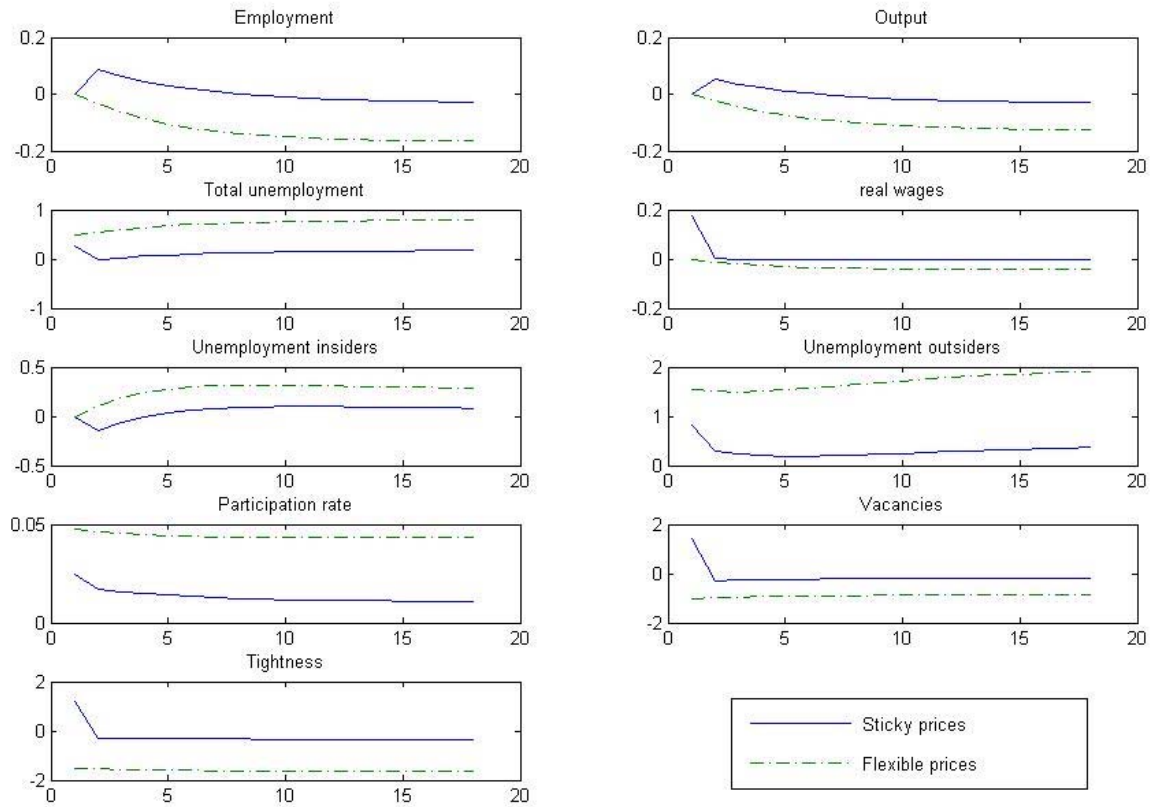 Employment
0.2
0
-0.2
0 5 10 15 20
Output
0.2
0
-0.2
0 5 10 15 20
Total unemployment
1
0
-1
0 5 10 15 20
real wages
0.2
0
-0.2
0 5 10 15 20
Unemployment insiders
0.5
0
-0.5
0 5 10 15 20
Unemployment outsiders
2
1
0
0 5 10 15 20
Participation rate
0.05
0
0 5 10 15 20
Vacancies
2
0
-2
0 5 10 15 20
Tightness
2
0
-2
0 5 10 15 20
Sticky prices
Flexible prices